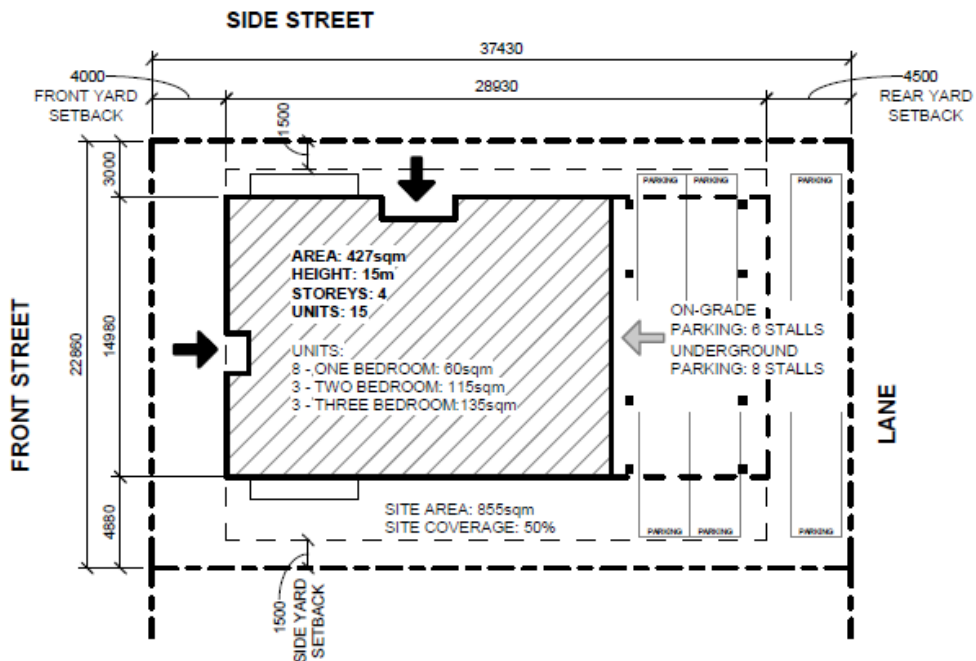 SIDE STREET
37430
4000
FRONT YARD
SETBACK
28930
4500
REAR YARD
SETBACK
1500
3000
PARKING
PARKING
PARKING
AREA: 427sqm
HEIGHT: 15m
STOREYS: 4
UNITS: 15
UNITS:
8 - ONE BEDROOM: 60sqm
3 - TWO BEDROOM: 115sqm
3 - THREE BEDROOM:135sqm
ON-GRADE
PARKING: 6 STALLS
UNDERGROUND
PARKING: 8 STALLS
FRONT STREET
22860
14980
LANE
4880
SITE AREA: 855sqm
SITE COVERAGE: 50%
PARKING
PARKING
PARKING
1500
SIDE YARD
SETBACK